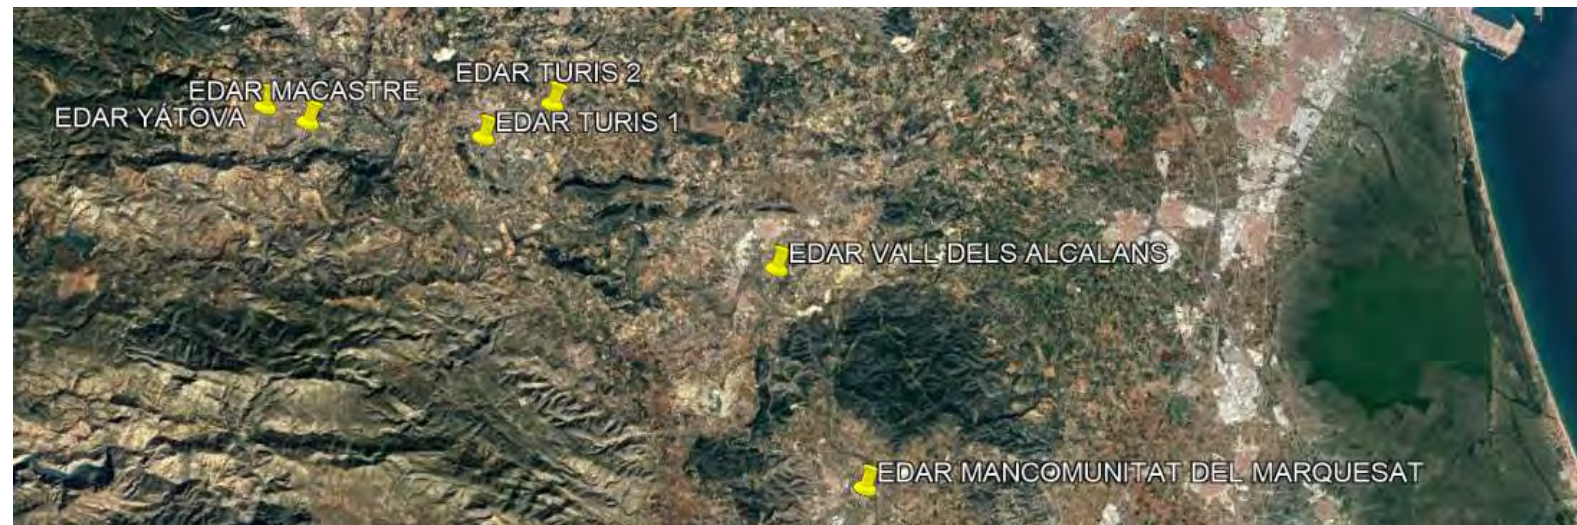 EDAR TURIS 2
EDAR MACASTRE
EDAR YÁTOVA
EDAR TURIS 1
EDAR VALL DELS ALCALANS
EDAR MANCOMUNITAT DEL MARQUESAT